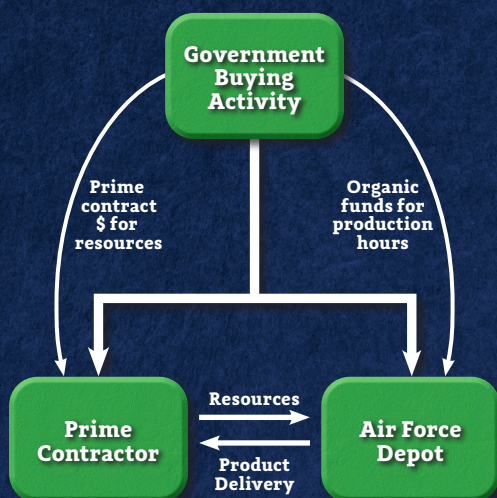 Government
Buying
Activity
Prime
contract
$ for
resources
Organic
funds for
production
hours
Resources
Prime
Contractor
Air Force
Depot
Product
Delivery